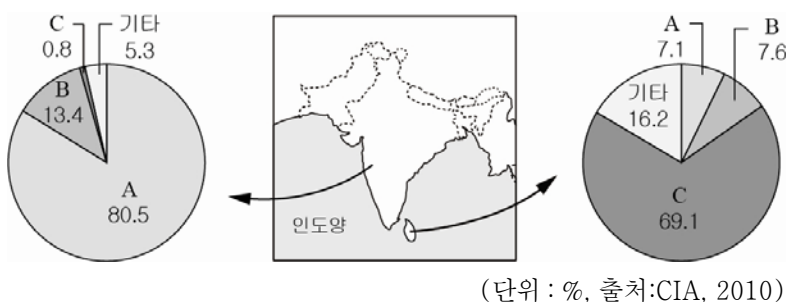 C 기타
0.8 5.3
B
13.4
A
80.5
인도양
A B
7.1 7.6
기타
16.2
C
69.1
(단위 : %, 출처:CIA, 2010)